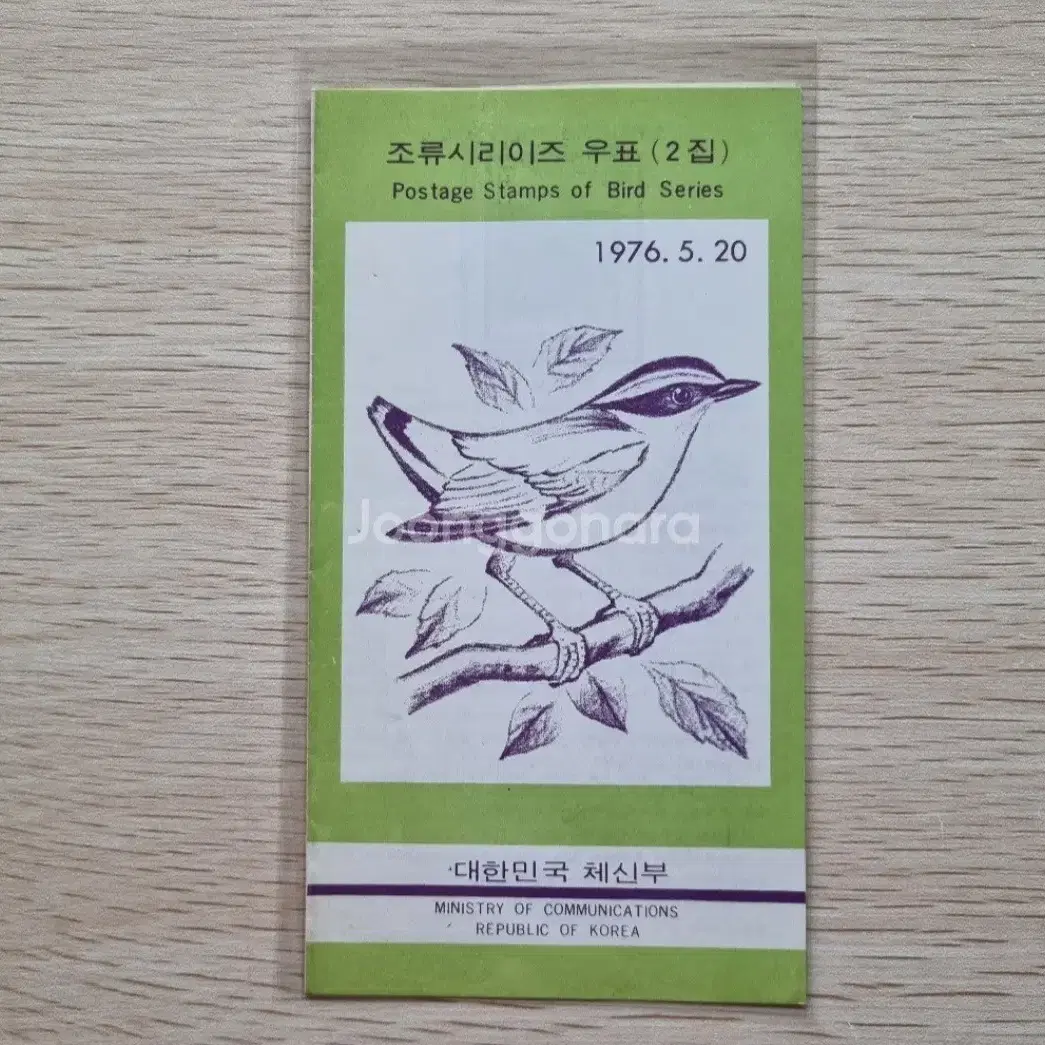 조류시리이즈 우표 (2집)
Postage Stamps of Bird Series
1976. 5. 20
Joongonara
대한민국 체신부
MINISTRY OF COMMUNICATIONS
REPUBLIC OF KOREA